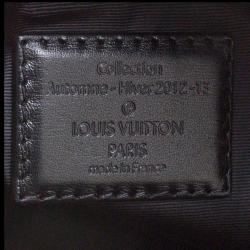 Collection
Automne - Hiver 2012-13
©
LOUIS VUITTON
PARIS
made in France